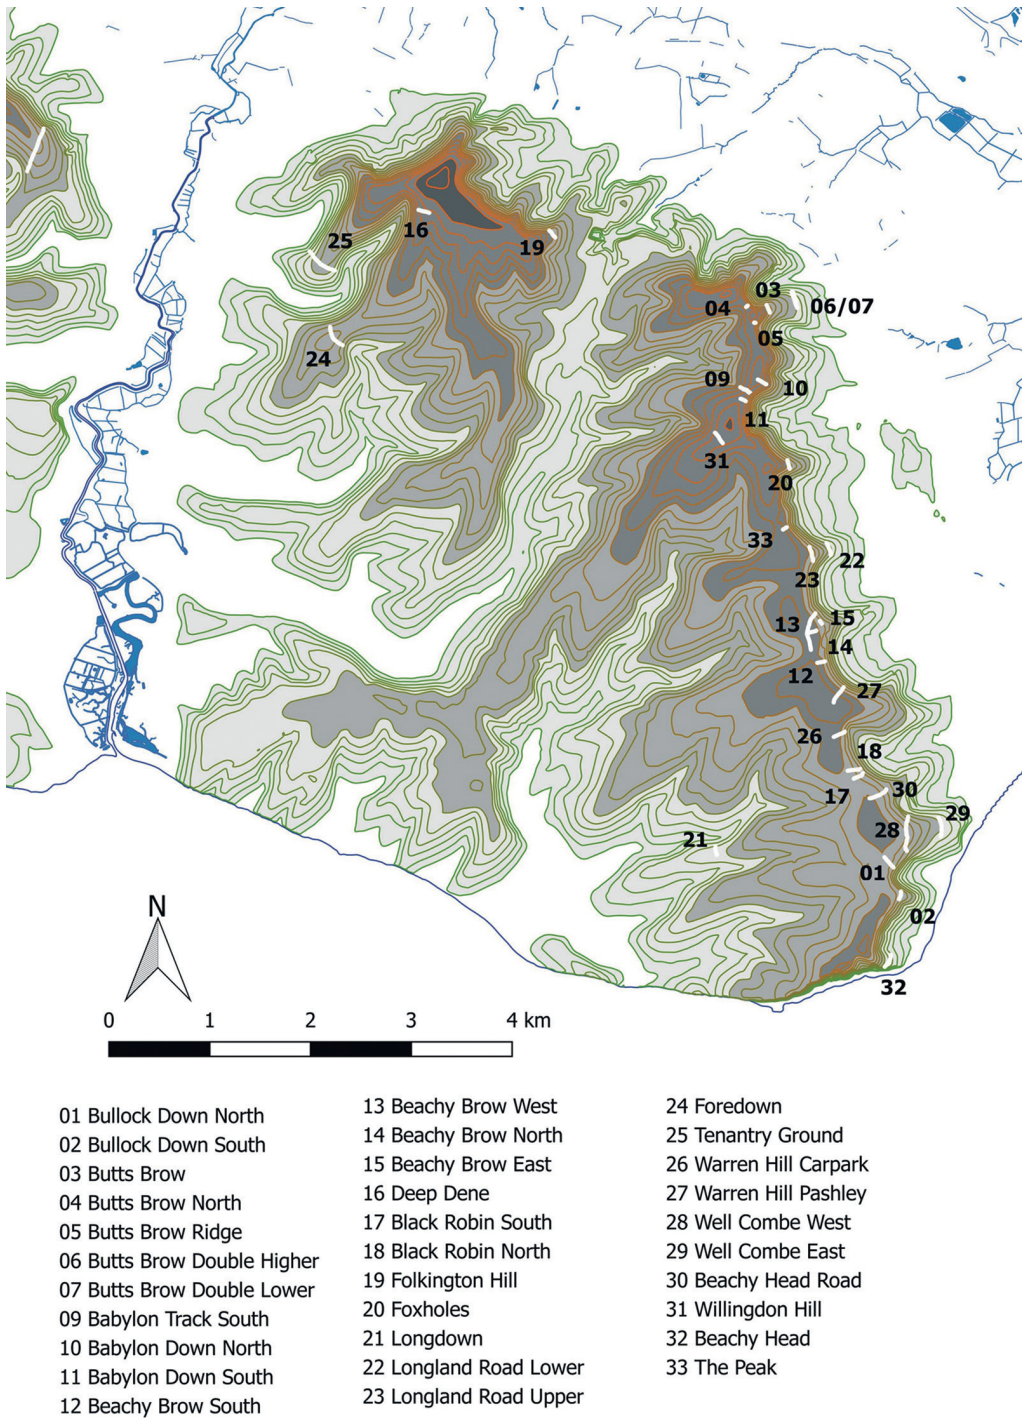 25
16
19
03
04
06/07
05
24
09
10
11
31
20
33
22
23
13
15
14
12
27
26
18
17
30
28
29
21
01
02
N
32
0 1 2 3 4 km
01 Bullock Down North
02 Bullock Down South
03 Butts Brow
04 Butts Brow North
05 Butts Brow Ridge
06 Butts Brow Double Higher
07 Butts Brow Double Lower
09 Babylon Track South
10 Babylon Down North
11 Babylon Down South
12 Beachy Brow South
13 Beachy Brow West
14 Beachy Brow North
15 Beachy Brow East
16 Deep Dene
17 Black Robin South
18 Black Robin North
19 Folkington Hill
20 Foxholes
21 Longdown
22 Longland Road Lower
23 Longland Road Upper
24 Foredown
25 Tenantry Ground
26 Warren Hill Carpark
27 Warren Hill Pashley
28 Well Combe West
29 Well Combe East
30 Beachy Head Road
31 Willingdon Hill
32 Beachy Head
33 The Peak